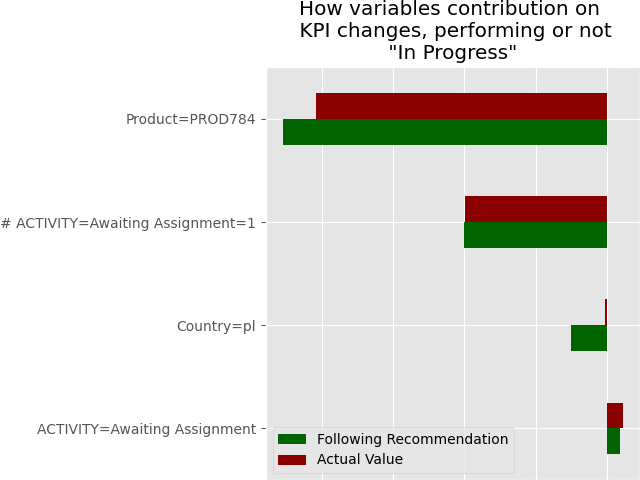 How variables contribution on
KPI changes, performing or not
"In Progress"
Product=PROD784
# ACTIVITY=Awaiting Assignment=1
Country=pl
ACTIVITY=Awaiting Assignment
Following Recommendation
Actual Value